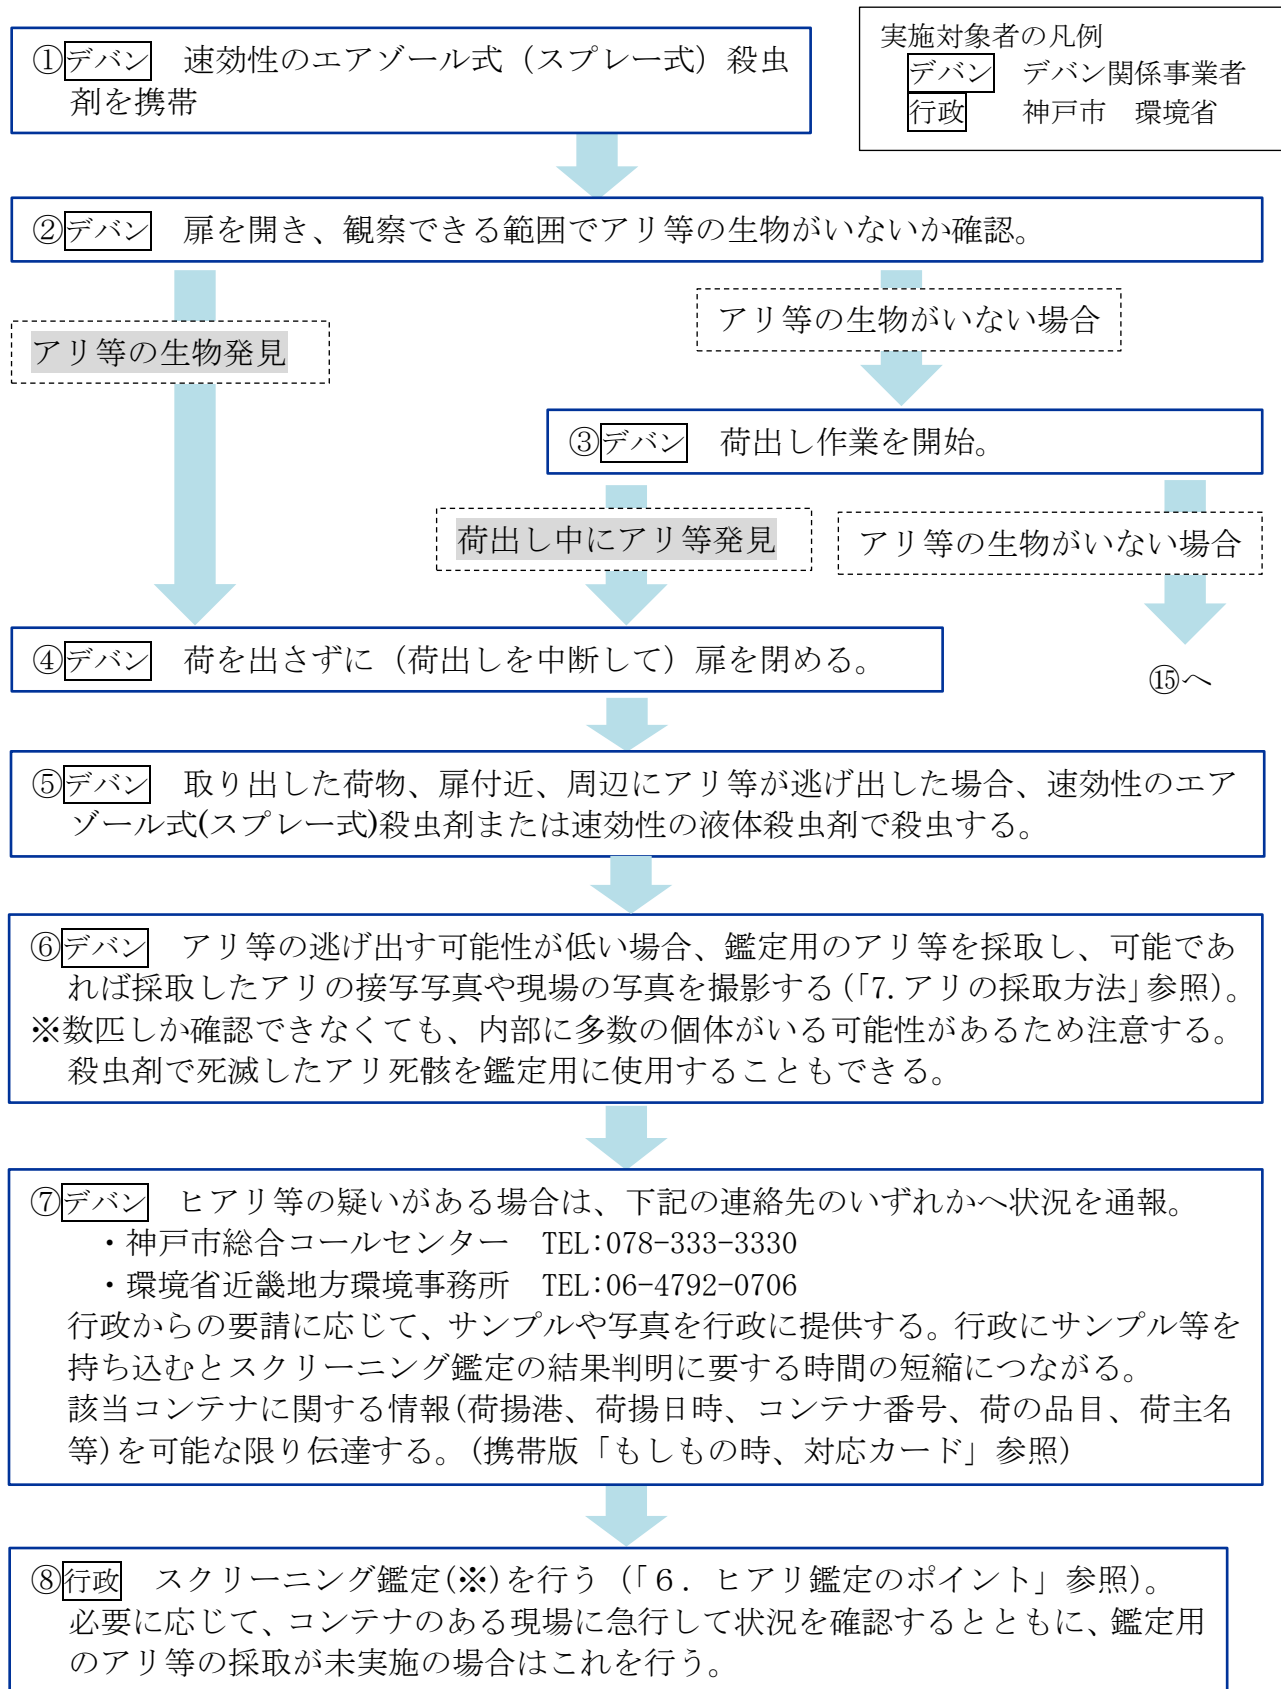 ①デバン　速効性のエアゾール式（スプレー式）殺虫
剤を携帯
実施対象者の凡例
デバン　デバン関係事業者
行政　神戸市　環境省
②デバン　扉を開き、観察できる範囲でアリ等の生物がいないか確認。
アリ等の生物発見
アリ等の生物がいない場合
③デバン　荷出し作業を開始。
荷出し中にアリ等発見
アリ等の生物がいない場合
④デバン　荷を出さずに（荷出しを中断して）扉を閉める。
⑮へ
⑤デバン　取り出した荷物、扉付近、周辺にアリ等が逃げ出した場合、速効性のエア
ゾール式(スプレー式)殺虫剤または速効性の液体殺虫剤で殺虫する。
⑥デバン　アリ等の逃げ出す可能性が低い場合、鑑定用のアリ等を採取し、可能であ
れば採取したアリの接写写真や現場の写真を撮影する(「7.アリの採取方法」参照)。
※数匹しか確認できなくても、内部に多数の個体がいる可能性があるため注意する。
殺虫剤で死滅したアリ死骸を鑑定用に使用することもできる。
⑦デバン　ヒアリ等の疑いがある場合は、下記の連絡先のいずれかへ状況を通報。
・神戸市総合コールセンター　TEL:078-333-3330
・環境省近畿地方環境事務所　TEL:06-4792-0706
行政からの要請に応じて、サンプルや写真を行政に提供する。行政にサンプル等を
持ち込むとスクリーニング鑑定の結果判明に要する時間の短縮につながる。
該当コンテナに関する情報(荷揚港、荷揚日時、コンテナ番号、荷の品目、荷主名
等)を可能な限り伝達する。(携帯版「もしもの時、対応カード」参照)
⑧行政　スクリーニング鑑定(※)を行う（「６．ヒアリ鑑定のポイント」参照）。
必要に応じて、コンテナのある現場に急行して状況を確認するとともに、鑑定用
のアリ等の採取が未実施の場合はこれを行う。